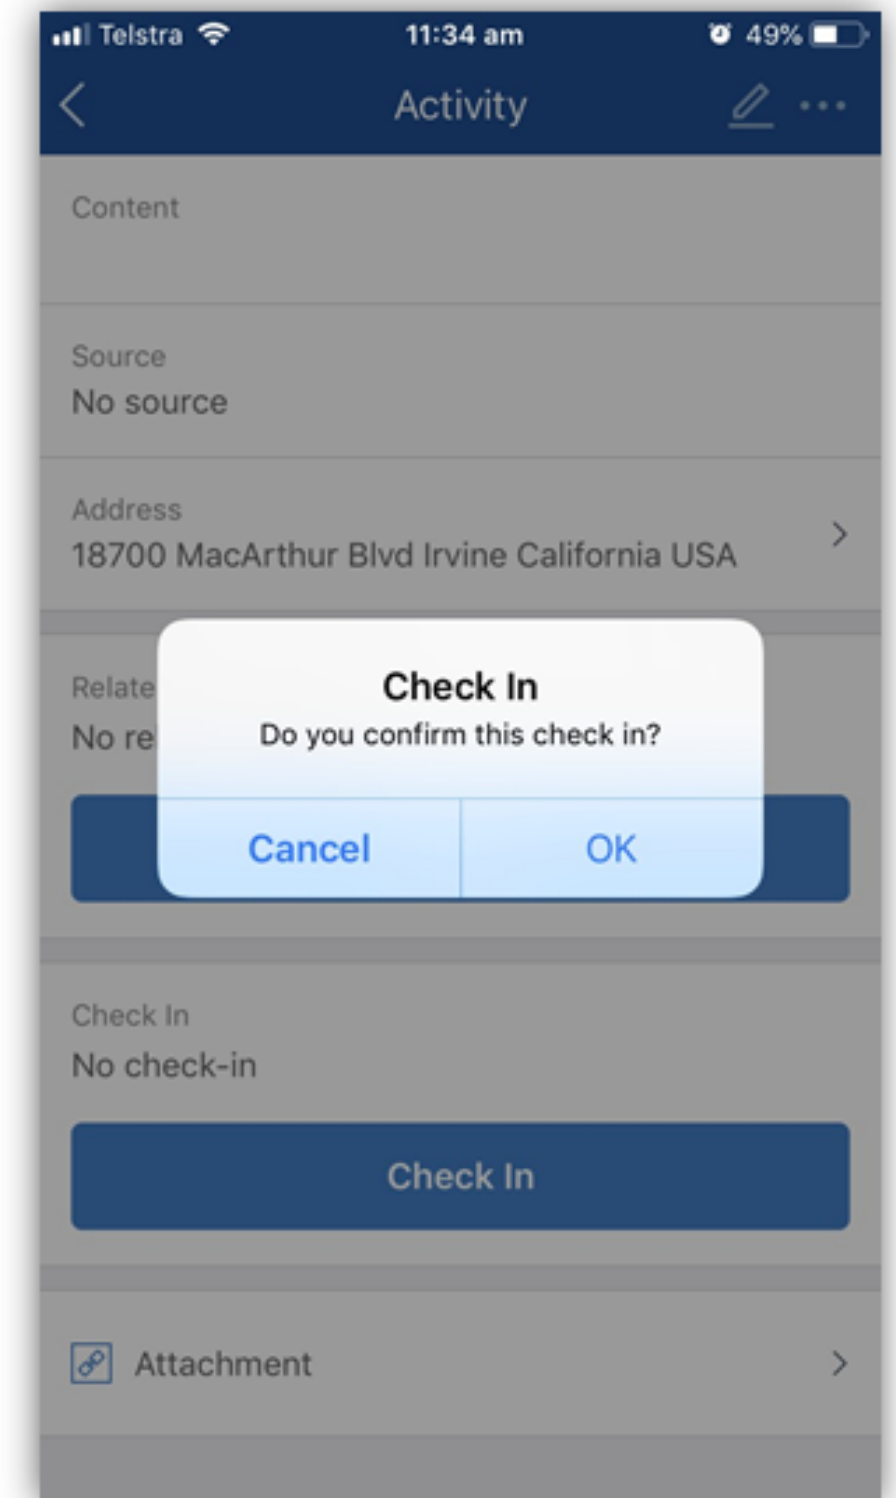 Telstra 11:34 am 49%
Activity
Content
Source
No source
Address
18700 MacArthur Blvd Irvine California USA
Relate
No re
Check In
Do you confirm this check in?
Cancel OK
Check In
No check-in
Check In
Attachment